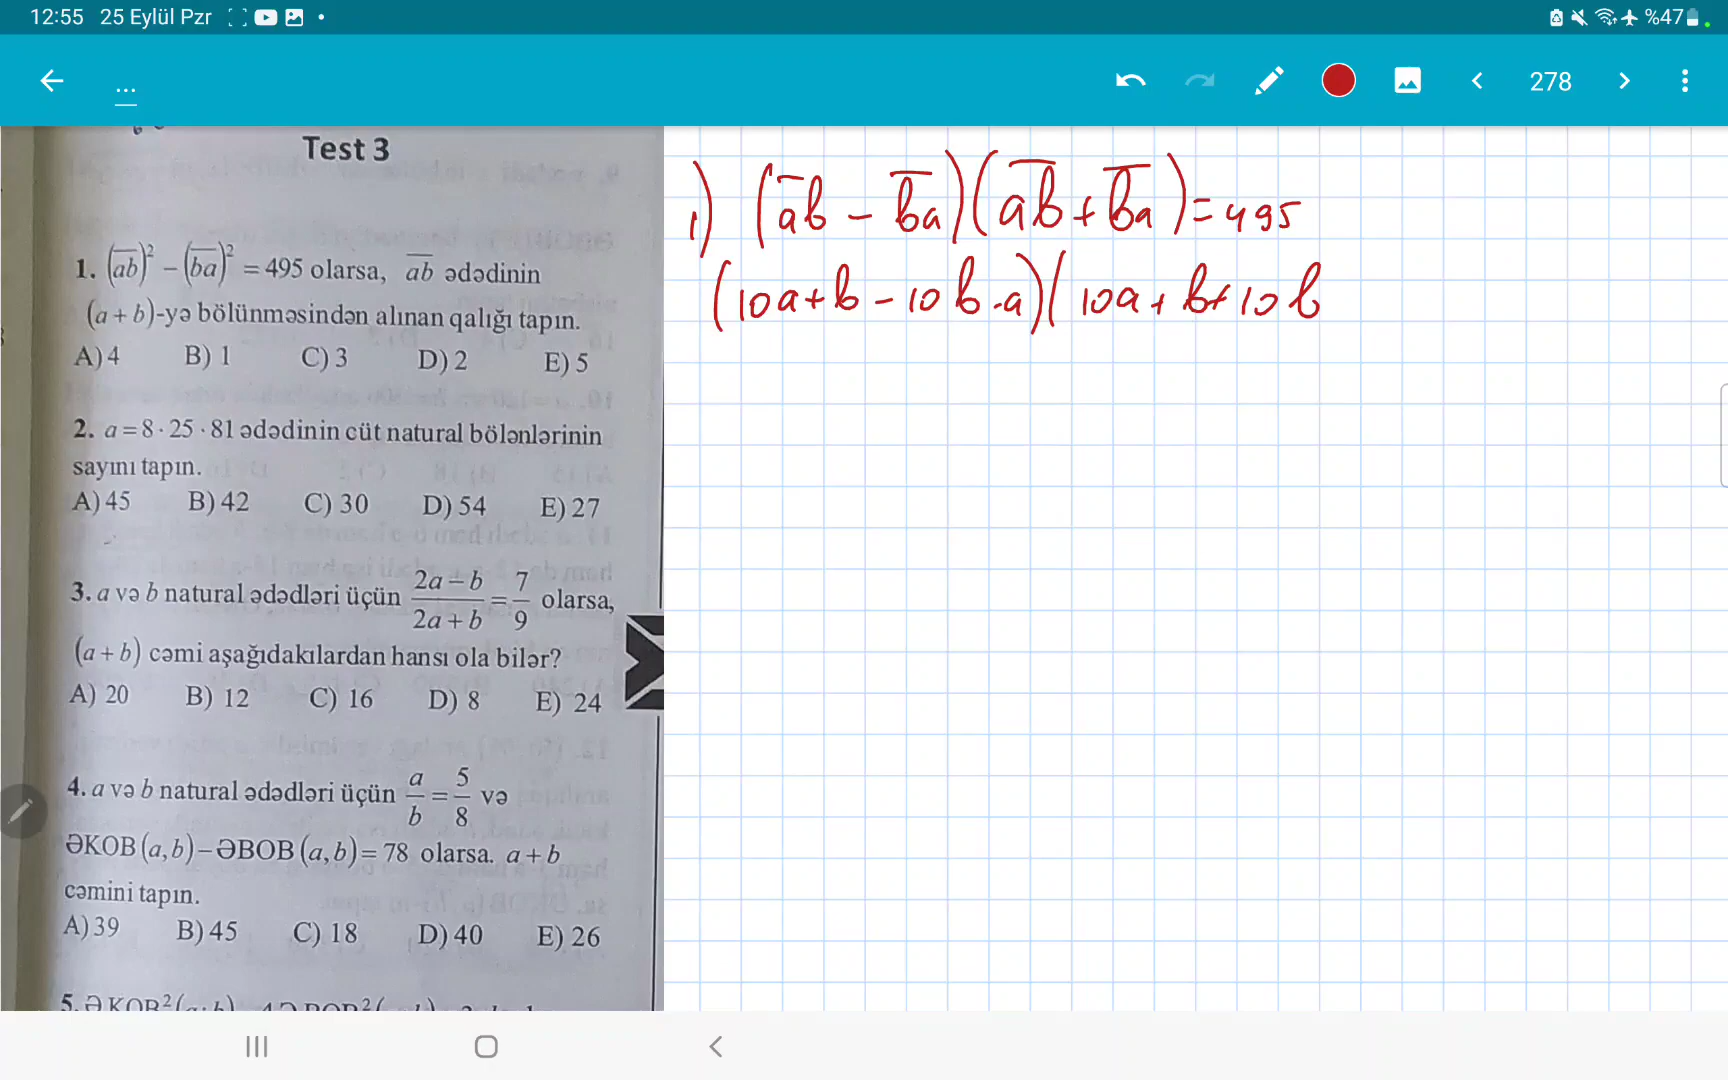 12:55 25 Eylül Pzr %47
... 278
Test 3
1. (ab)² – (ba)² = 495 olarsa, ab ədədinin
(a + b)-yə bölünməsindən alınan qalığı tapın.
A) 4 B) 1 C) 3 D) 2 E) 5
2. a = 8 · 25 · 81 ədədinin cüt natural bölənlərinin
sayını tapın.
A) 45 B) 42 C) 30 D) 54 E) 27
3. a və b natural ədədləri üçün (2a – b)/(2a + b) = 7/9 olarsa,
(a + b) cəmi aşağıdakılardan hansı ola bilər?
A) 20 B) 12 C) 16 D) 8 E) 24
4. a və b natural ədədləri üçün a/b = 5/8 və
ƏKOB (a, b) – ƏBOB (a, b) = 78 olarsa. a + b
cəmini tapın.
A) 39 B) 45 C) 18 D) 40 E) 26
1) (ab – ba)(ab + ba) = 495
(10a + b – 10b - a)(10a + b + 10b